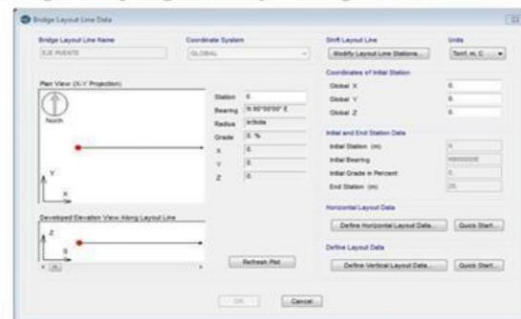 Bridge Layout Line Data
Bridge Layout Line Name
EJE PUENTE
Coordinate System
GLOBAL
Shift Layout Line
Modify Layout Line Stations...
Units
Tonf, m, C
Plan View (X-Y Projection)
North
Y
X
Station 0.
Bearing N 90°00'00" E
Radius Infinite
Grade 0. %
X 0.
Y 0.
Z 0.
Coordinates of Initial Station
Global X 0.
Global Y 0.
Global Z 0.
Initial and End Station Data
Initial Station (m) 0.
Initial Bearing N900000E
Initial Grade in Percent 0.
End Station (m)
Horizontal Layout Data
Define Horizontal Layout Data... Quick Start...
Define Layout Data
Define Vertical Layout Data... Quick Start...
Developed Elevation View Along Layout Line
Z
S
Refresh Plot
OK Cancel